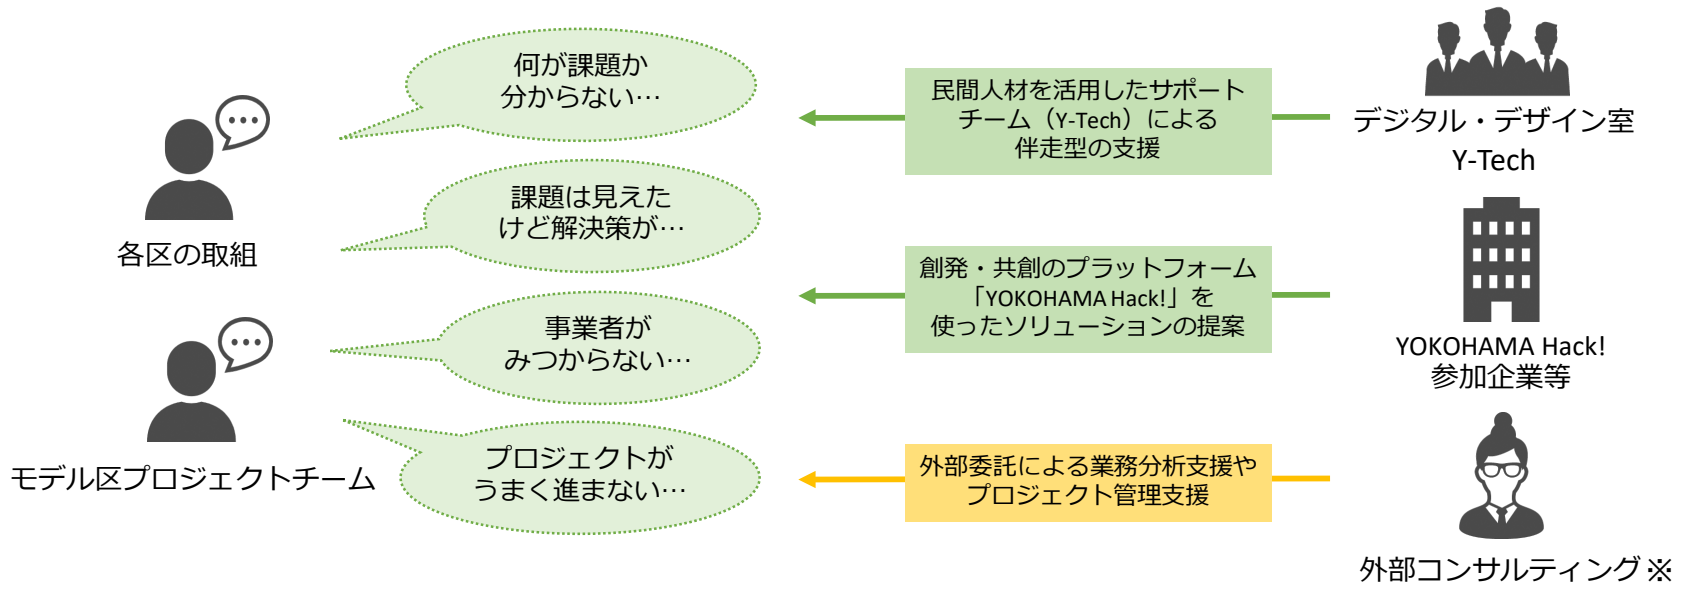 何が課題か
分からない…
課題は見えた
けど解決策が…
各区の取組
事業者が
みつからない…
プロジェクトが
うまく進まない…
モデル区プロジェクトチーム
民間人材を活用したサポート
チーム（Y-Tech）による
伴走型の支援
創発・共創のプラットフォーム
「YOKOHAMA Hack!」を
使ったソリューションの提案
外部委託による業務分析支援や
プロジェクト管理支援
デジタル・デザイン室
Y-Tech
YOKOHAMA Hack!
参加企業等
外部コンサルティング※